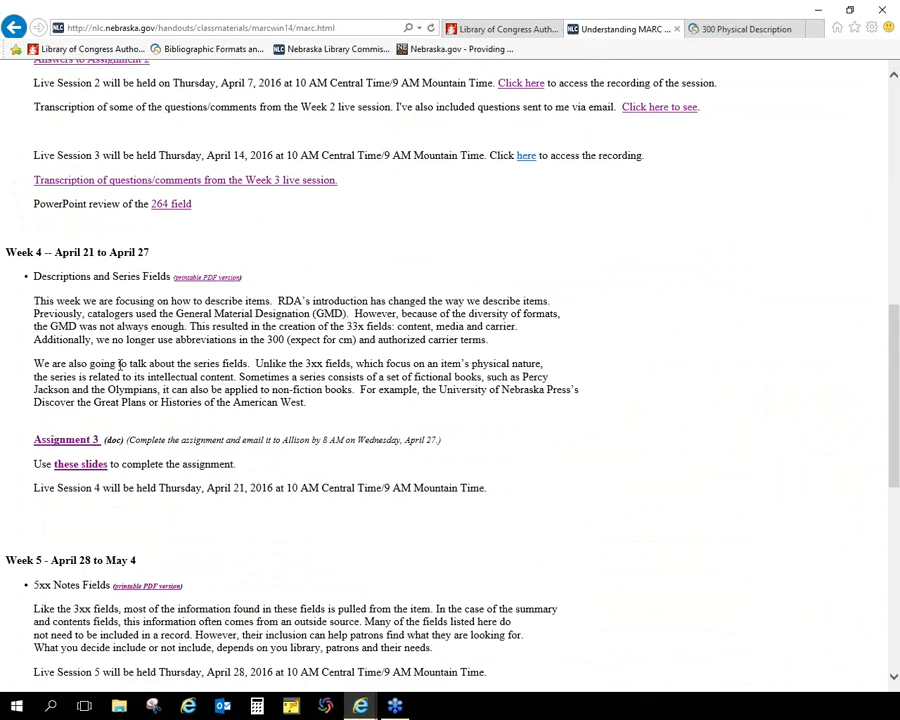 http://nlc.nebraska.gov/handouts/classmaterials/marcwin14/marc.html
Library of Congress Auth...
Understanding MARC ...
300 Physical Description
Library of Congress Autho...
Bibliographic Formats an...
Nebraska Library Commis...
Nebraska.gov - Providing ...
Answers to Assignment 2
Live Session 2 will be held on Thursday, April 7, 2016 at 10 AM Central Time/9 AM Mountain Time. Click here to access the recording of the session.
Transcription of some of the questions/comments from the Week 2 live session. I've also included questions sent to me via email. Click here to see.
Live Session 3 will be held Thursday, April 14, 2016 at 10 AM Central Time/9 AM Mountain Time. Click here to access the recording.
Transcription of questions/comments from the Week 3 live session.
PowerPoint review of the 264 field
Week 4 -- April 21 to April 27
• Descriptions and Series Fields (printable PDF version)
This week we are focusing on how to describe items. RDA's introduction has changed the way we describe items.
Previously, catalogers used the General Material Designation (GMD). However, because of the diversity of formats,
the GMD was not always enough. This resulted in the creation of the 33x fields: content, media and carrier.
Additionally, we no longer use abbreviations in the 300 (expect for cm) and authorized carrier terms.
We are also going to talk about the series fields. Unlike the 3xx fields, which focus on an item's physical nature,
the series is related to its intellectual content. Sometimes a series consists of a set of fictional books, such as Percy
Jackson and the Olympians, it can also be applied to non-fiction books. For example, the University of Nebraska Press's
Discover the Great Plans or Histories of the American West.
Assignment 3 (doc) (Complete the assignment and email it to Allison by 8 AM on Wednesday, April 27.)
Use these slides to complete the assignment.
Live Session 4 will be held Thursday, April 21, 2016 at 10 AM Central Time/9 AM Mountain Time.
Week 5 - April 28 to May 4
• 5xx Notes Fields (printable PDF version)
Like the 3xx fields, most of the information found in these fields is pulled from the item. In the case of the summary
and contents fields, this information often comes from an outside source. Many of the fields listed here do
not need to be included in a record. However, their inclusion can help patrons find what they are looking for.
What you decide include or not include, depends on you library, patrons and their needs.
Live Session 5 will be held Thursday, April 28, 2016 at 10 AM Central Time/9 AM Mountain Time.